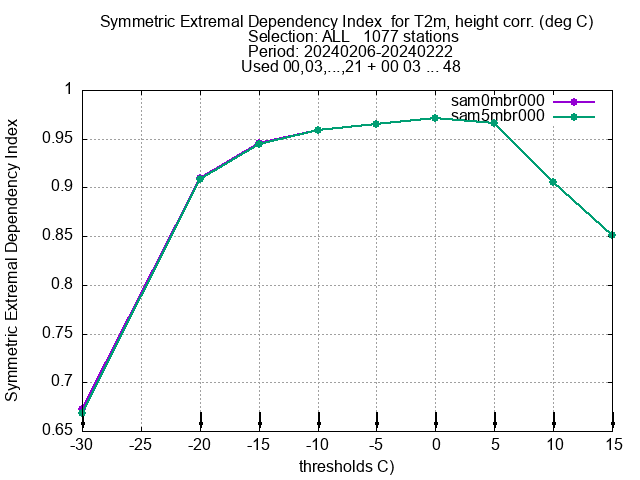 Symmetric Extremal Dependency Index  for T2m, height corr. (deg C)
Selection: ALL   1077 stations
Period: 20240206-20240222
Used 00,03,...,21 + 00 03 ... 48
sam0mbr000
sam5mbr000
Symmetric Extremal Dependency Index
1
0.95
0.9
0.85
0.8
0.75
0.7
0.65
-30 -25 -20 -15 -10 -5 0 5 10 15
thresholds C)